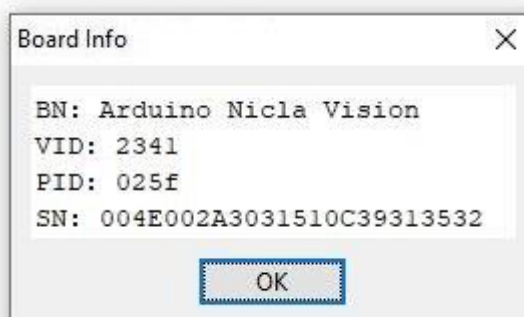 Board Info
BN: Arduino Nicla Vision
VID: 2341
PID: 025f
SN: 004E002A3031510C39313532
OK